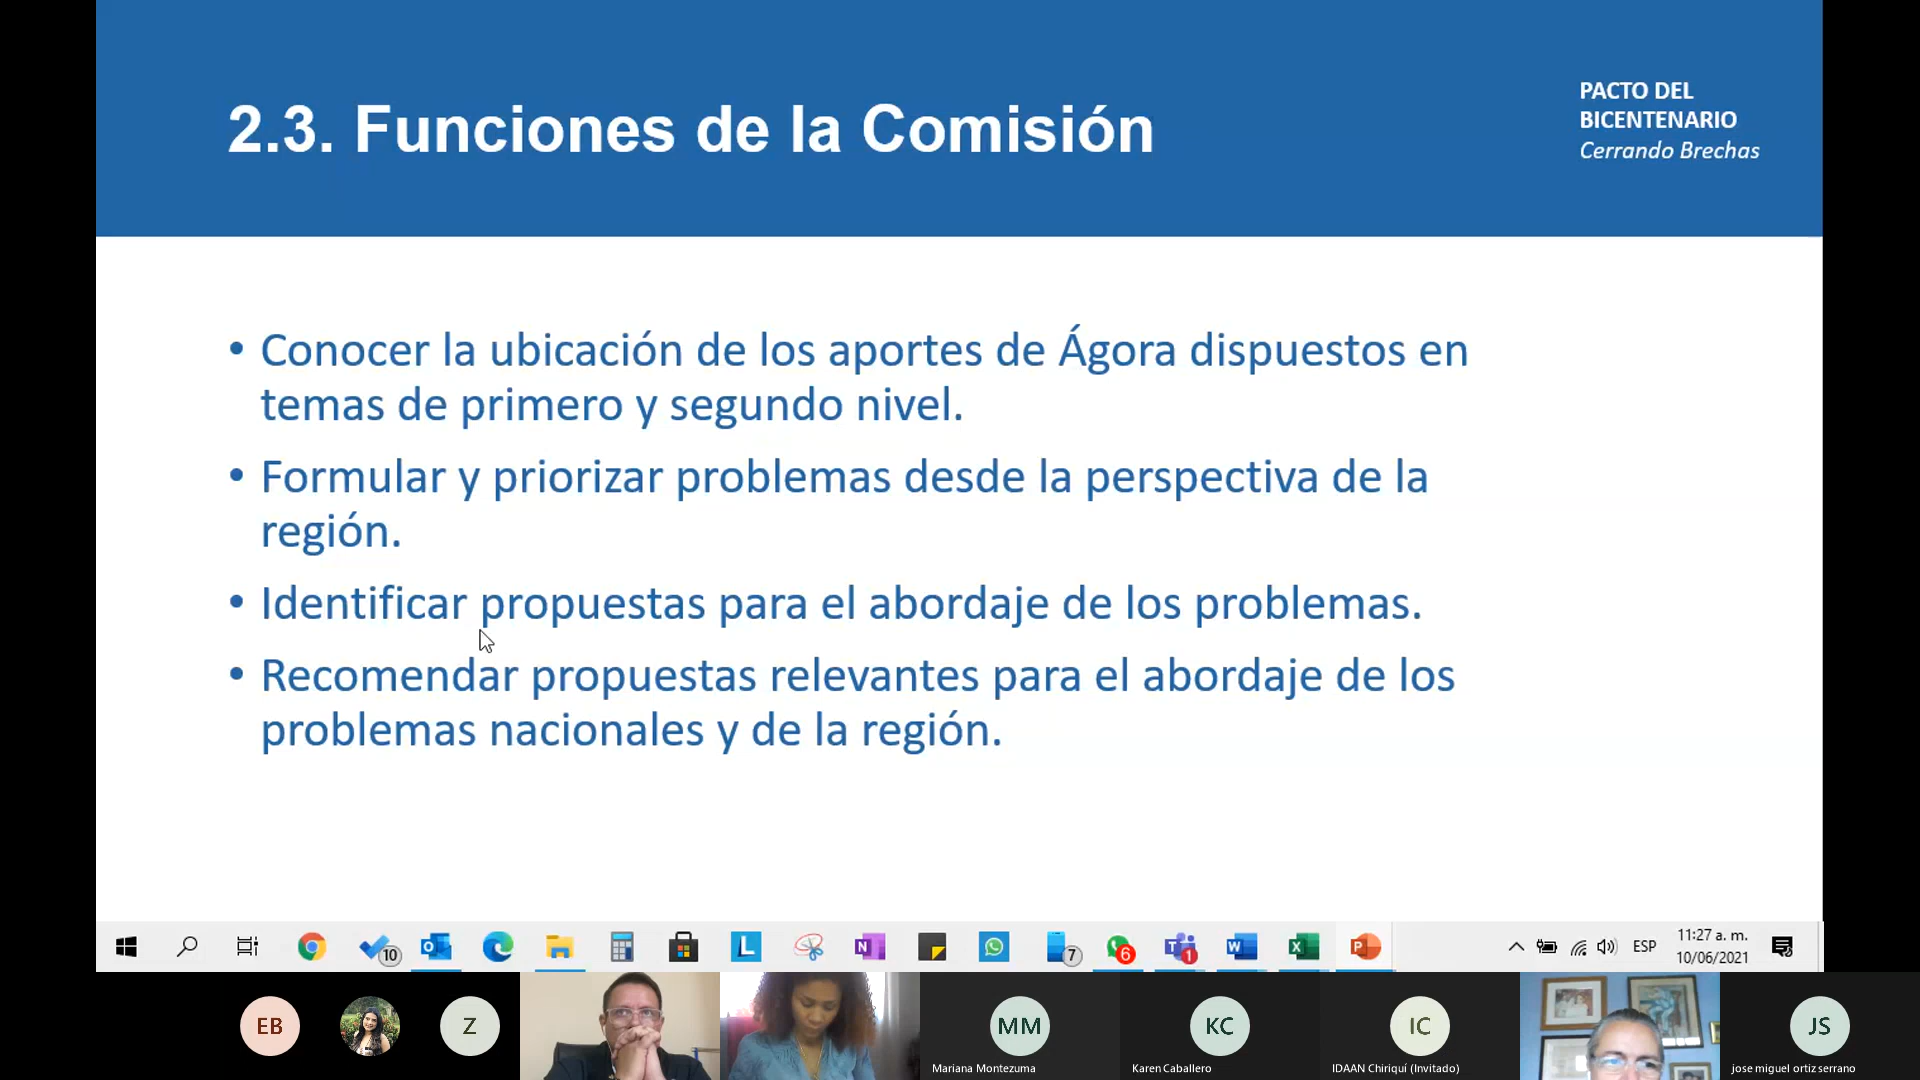 2.3. Funciones de la Comisión
PACTO DEL
BICENTENARIO
Cerrando Brechas
• Conocer la ubicación de los aportes de Ágora dispuestos en
temas de primero y segundo nivel.
• Formular y priorizar problemas desde la perspectiva de la
región.
• Identificar propuestas para el abordaje de los problemas.
• Recomendar propuestas relevantes para el abordaje de los
problemas nacionales y de la región.
10
7
6
1
ESP
11:27 a. m.
10/06/2021
EB
Z
MM
Mariana Montezuma
KC
Karen Caballero
IC
IDAAN Chiriquí (Invitado)
JS
jose miguel ortiz serrano